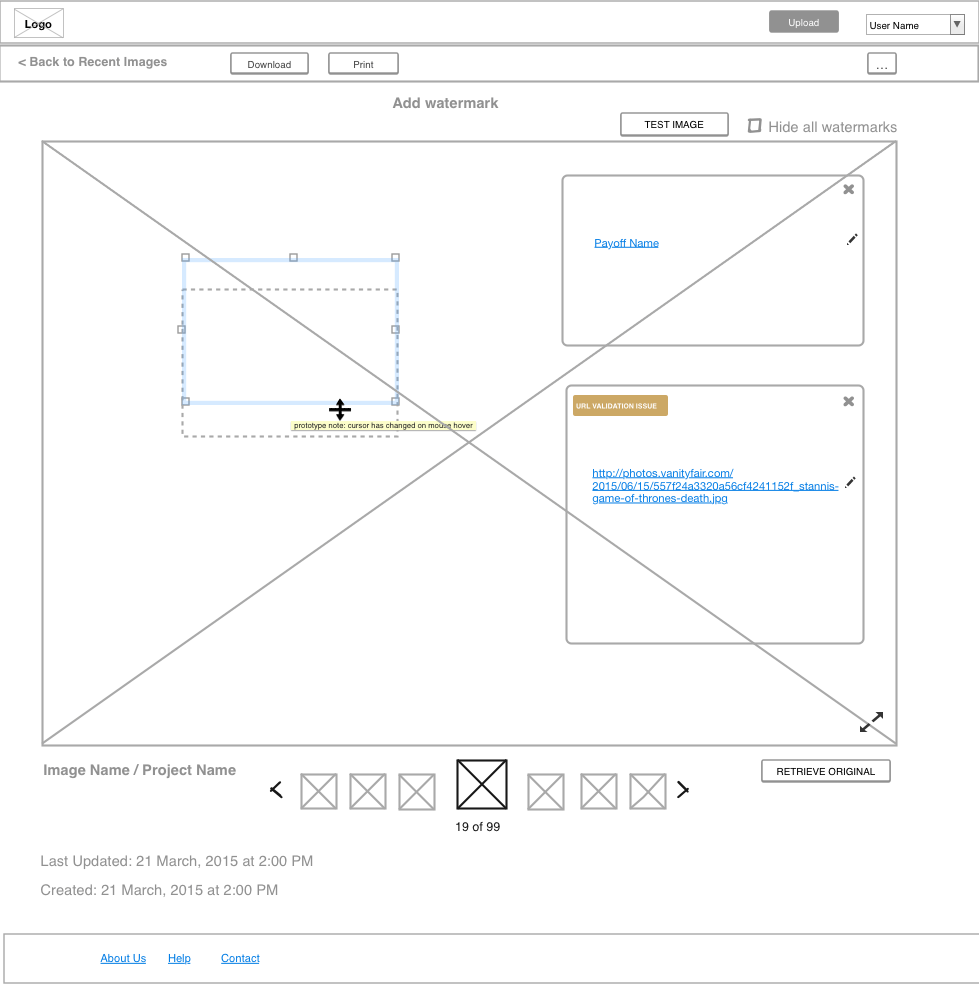 Logo
Upload
User Name
< Back to Recent Images
Download
Print
...
Add watermark
TEST IMAGE
Hide all watermarks
Payoff Name
prototype note: cursor has changed on mouse hover
URL VALIDATION ISSUE
http://photos.vanityfair.com/
2015/06/15/557f24a3320a56cf4241152f_stannis-
game-of-thrones-death.jpg
Image Name / Project Name
RETRIEVE ORIGINAL
19 of 99
Last Updated: 21 March, 2015 at 2:00 PM
Created: 21 March, 2015 at 2:00 PM
About Us
Help
Contact